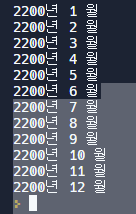 2200년 1 월
2200년 2 월
2200년 3 월
2200년 4 월
2200년 5 월
2200년 6 월
2200년 7 월
2200년 8 월
2200년 9 월
2200년 10 월
2200년 11 월
2200년 12 월
>